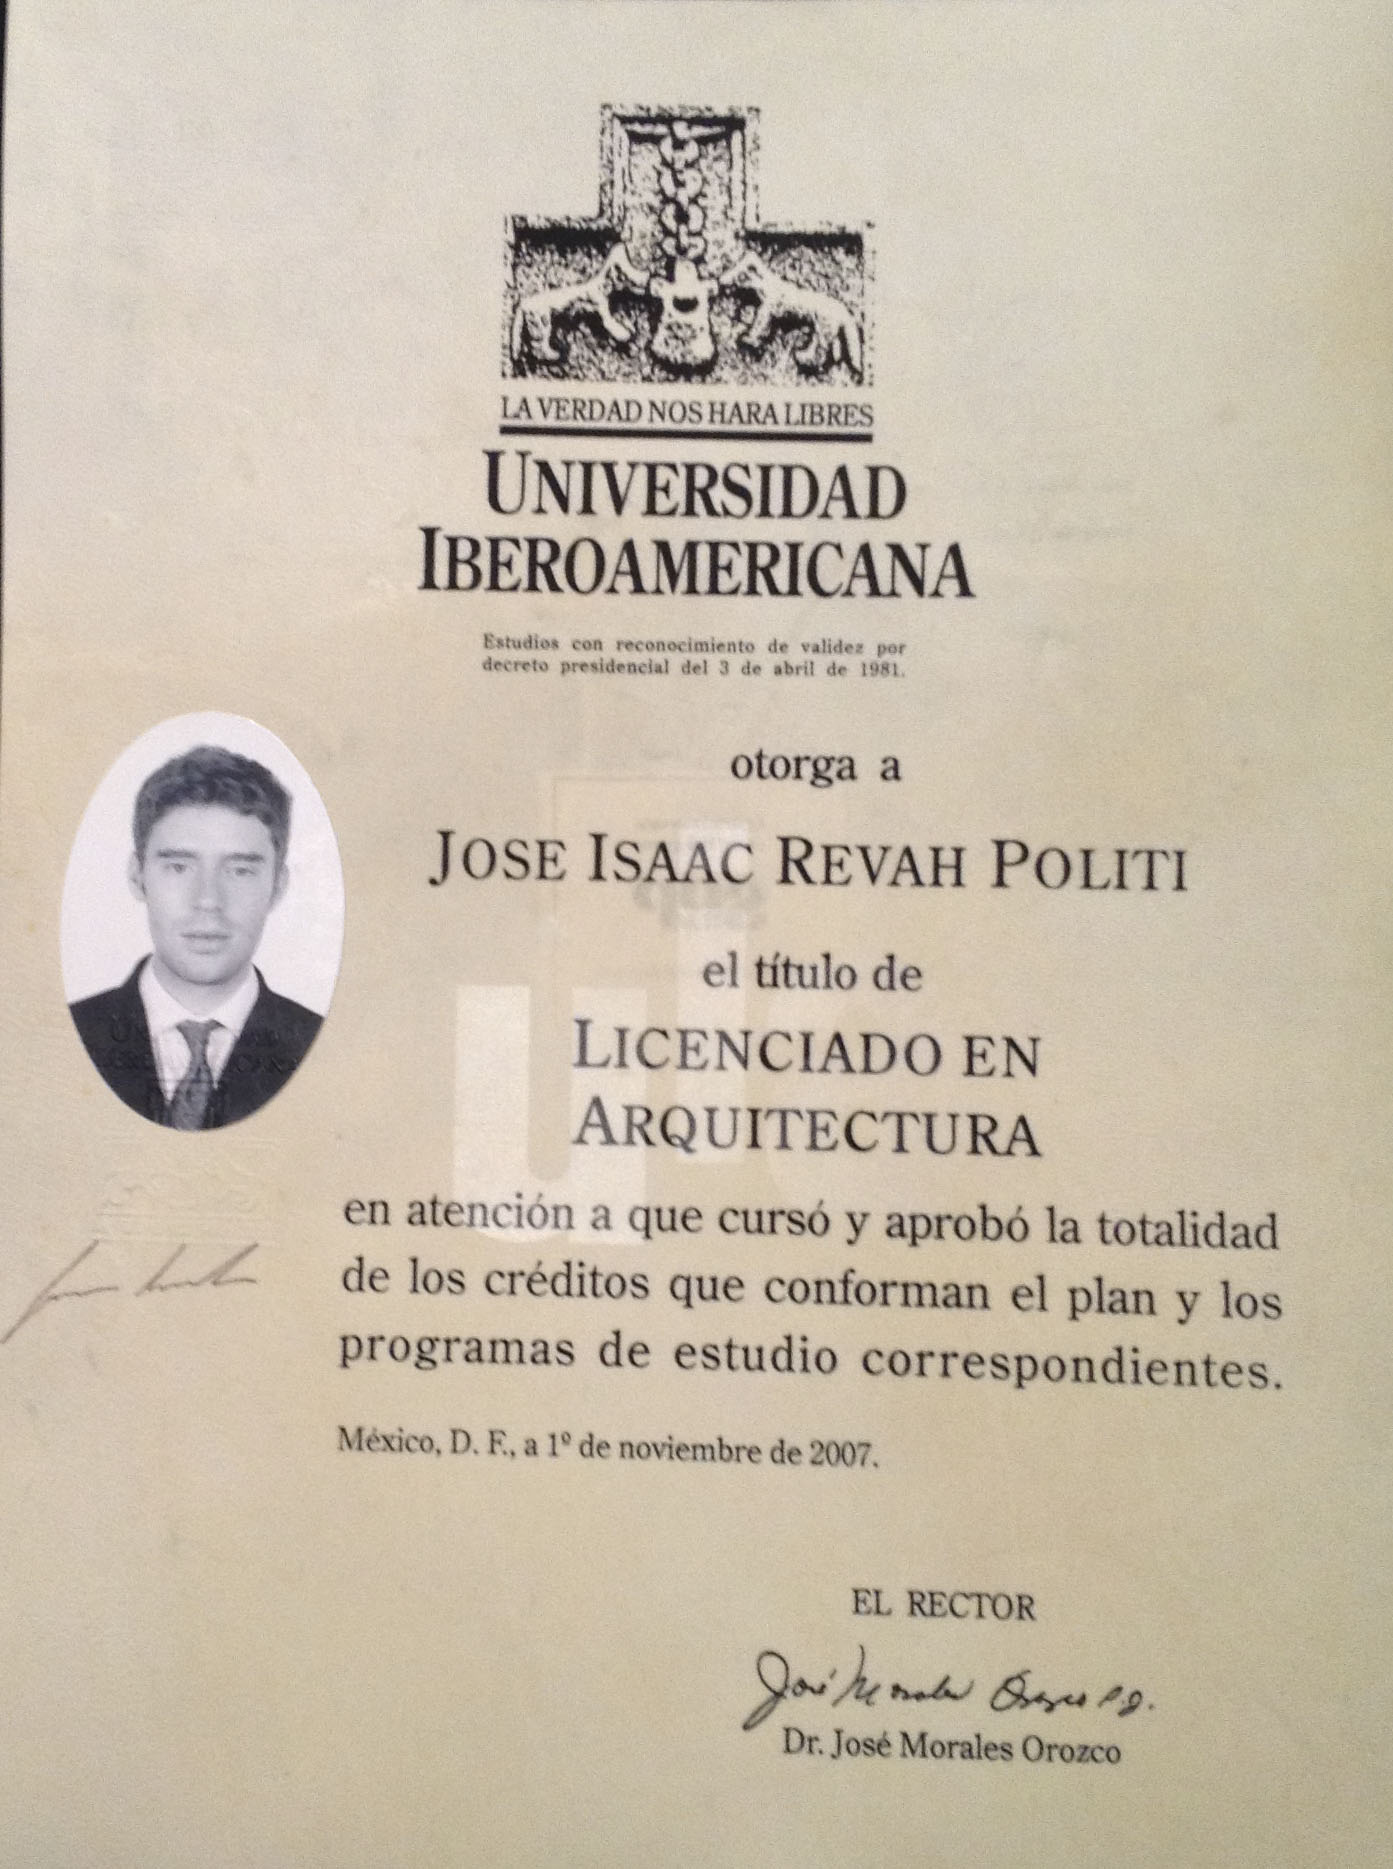 LA VERDAD NOS HARA LIBRES
UNIVERSIDAD
IBEROAMERICANA
Estudios con reconocimiento de validez por
decreto presidencial del 3 de abril de 1981.
otorga a
JOSE ISAAC REVAH POLITI
el título de
LICENCIADO EN
ARQUITECTURA
en atención a que cursó y aprobó la totalidad
de los créditos que conforman el plan y los
programas de estudio correspondientes.
México, D. F., a 1º de noviembre de 2007.
EL RECTOR
José Morales Orozco
Dr. José Morales Orozco